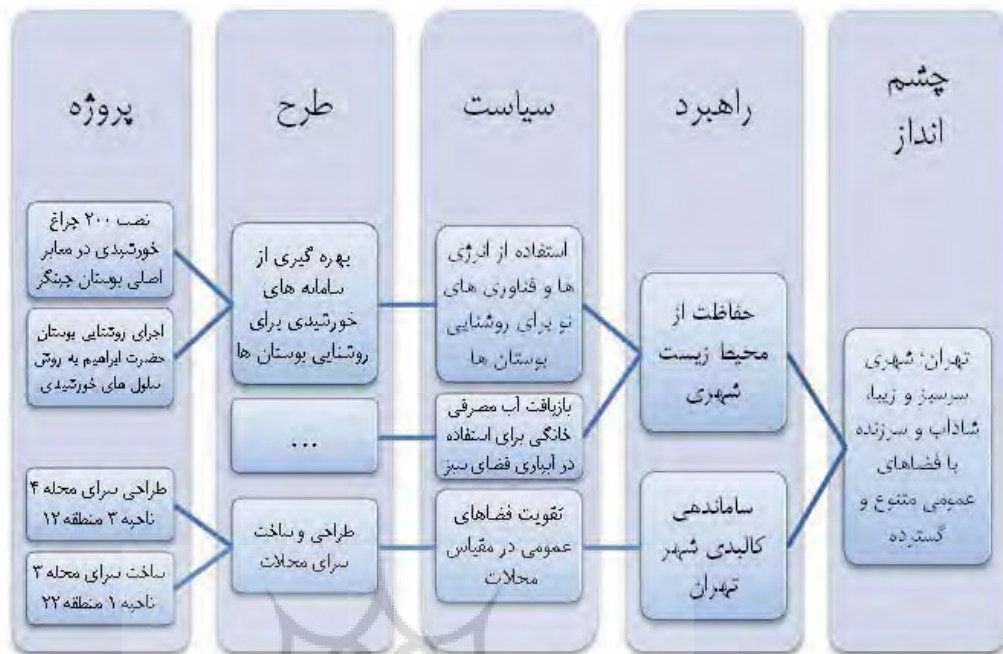 چشم
انداز
راهبرد
سیاست
طرح
پروژه
تهران: شهری
سرسبز و زیبا،
شاداب و سرزنده
با فضاهای
عمومی متنوع و
گسترده
حفاظت از
محیط زیست
شهری
ساماندهی
کالبدی شهر
تهران
استفاده از انرژی
ها و فناوری های
نو برای روشنایی
بوستان ها
بازیافت آب مصرفی
خانگی برای استفاده
در آبیاری فضای سبز
تقویت فضاهای
عمومی در مقیاس
محلات
بهره گیری از
سامانه های
خورشیدی برای
روشنایی بوستان ها
...
طراحی و ساخت
سرای محلات
نصب ۲۰۰ چراغ
خورشیدی در معابر
اصلی بوستان چیتگر
اجرای روشنایی بوستان
حضرت ابراهیم به روش
سلول های خورشیدی
طراحی سرای محله ۴
ناحیه ۳ منطقه ۱۲
ساخت سرای محله ۳
ناحیه ۱ منطقه ۲۲